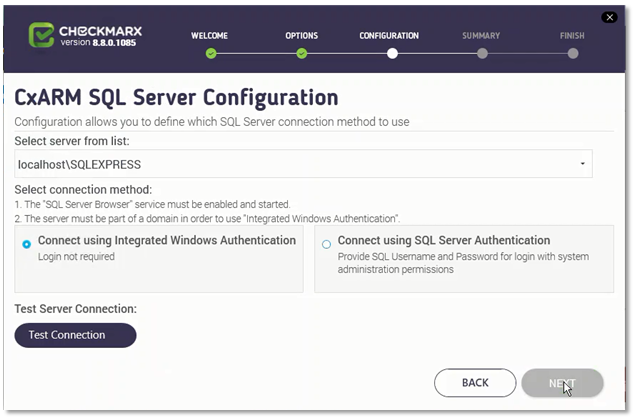 CHECKMARX
version 8.8.0.1085
WELCOME
OPTIONS
CONFIGURATION
SUMMARY
FINISH
CxARM SQL Server Configuration
Configuration allows you to define which SQL Server connection method to use
Select server from list:
localhost\SQLEXPRESS
Select connection method:
1. The "SQL Server Browser" service must be enabled and started.
2. The server must be part of a domain in order to use "Integrated Windows Authentication".
Connect using Integrated Windows Authentication
Login not required
Connect using SQL Server Authentication
Provide SQL Username and Password for login with system
administration permissions
Test Server Connection:
Test Connection
BACK
NEXT